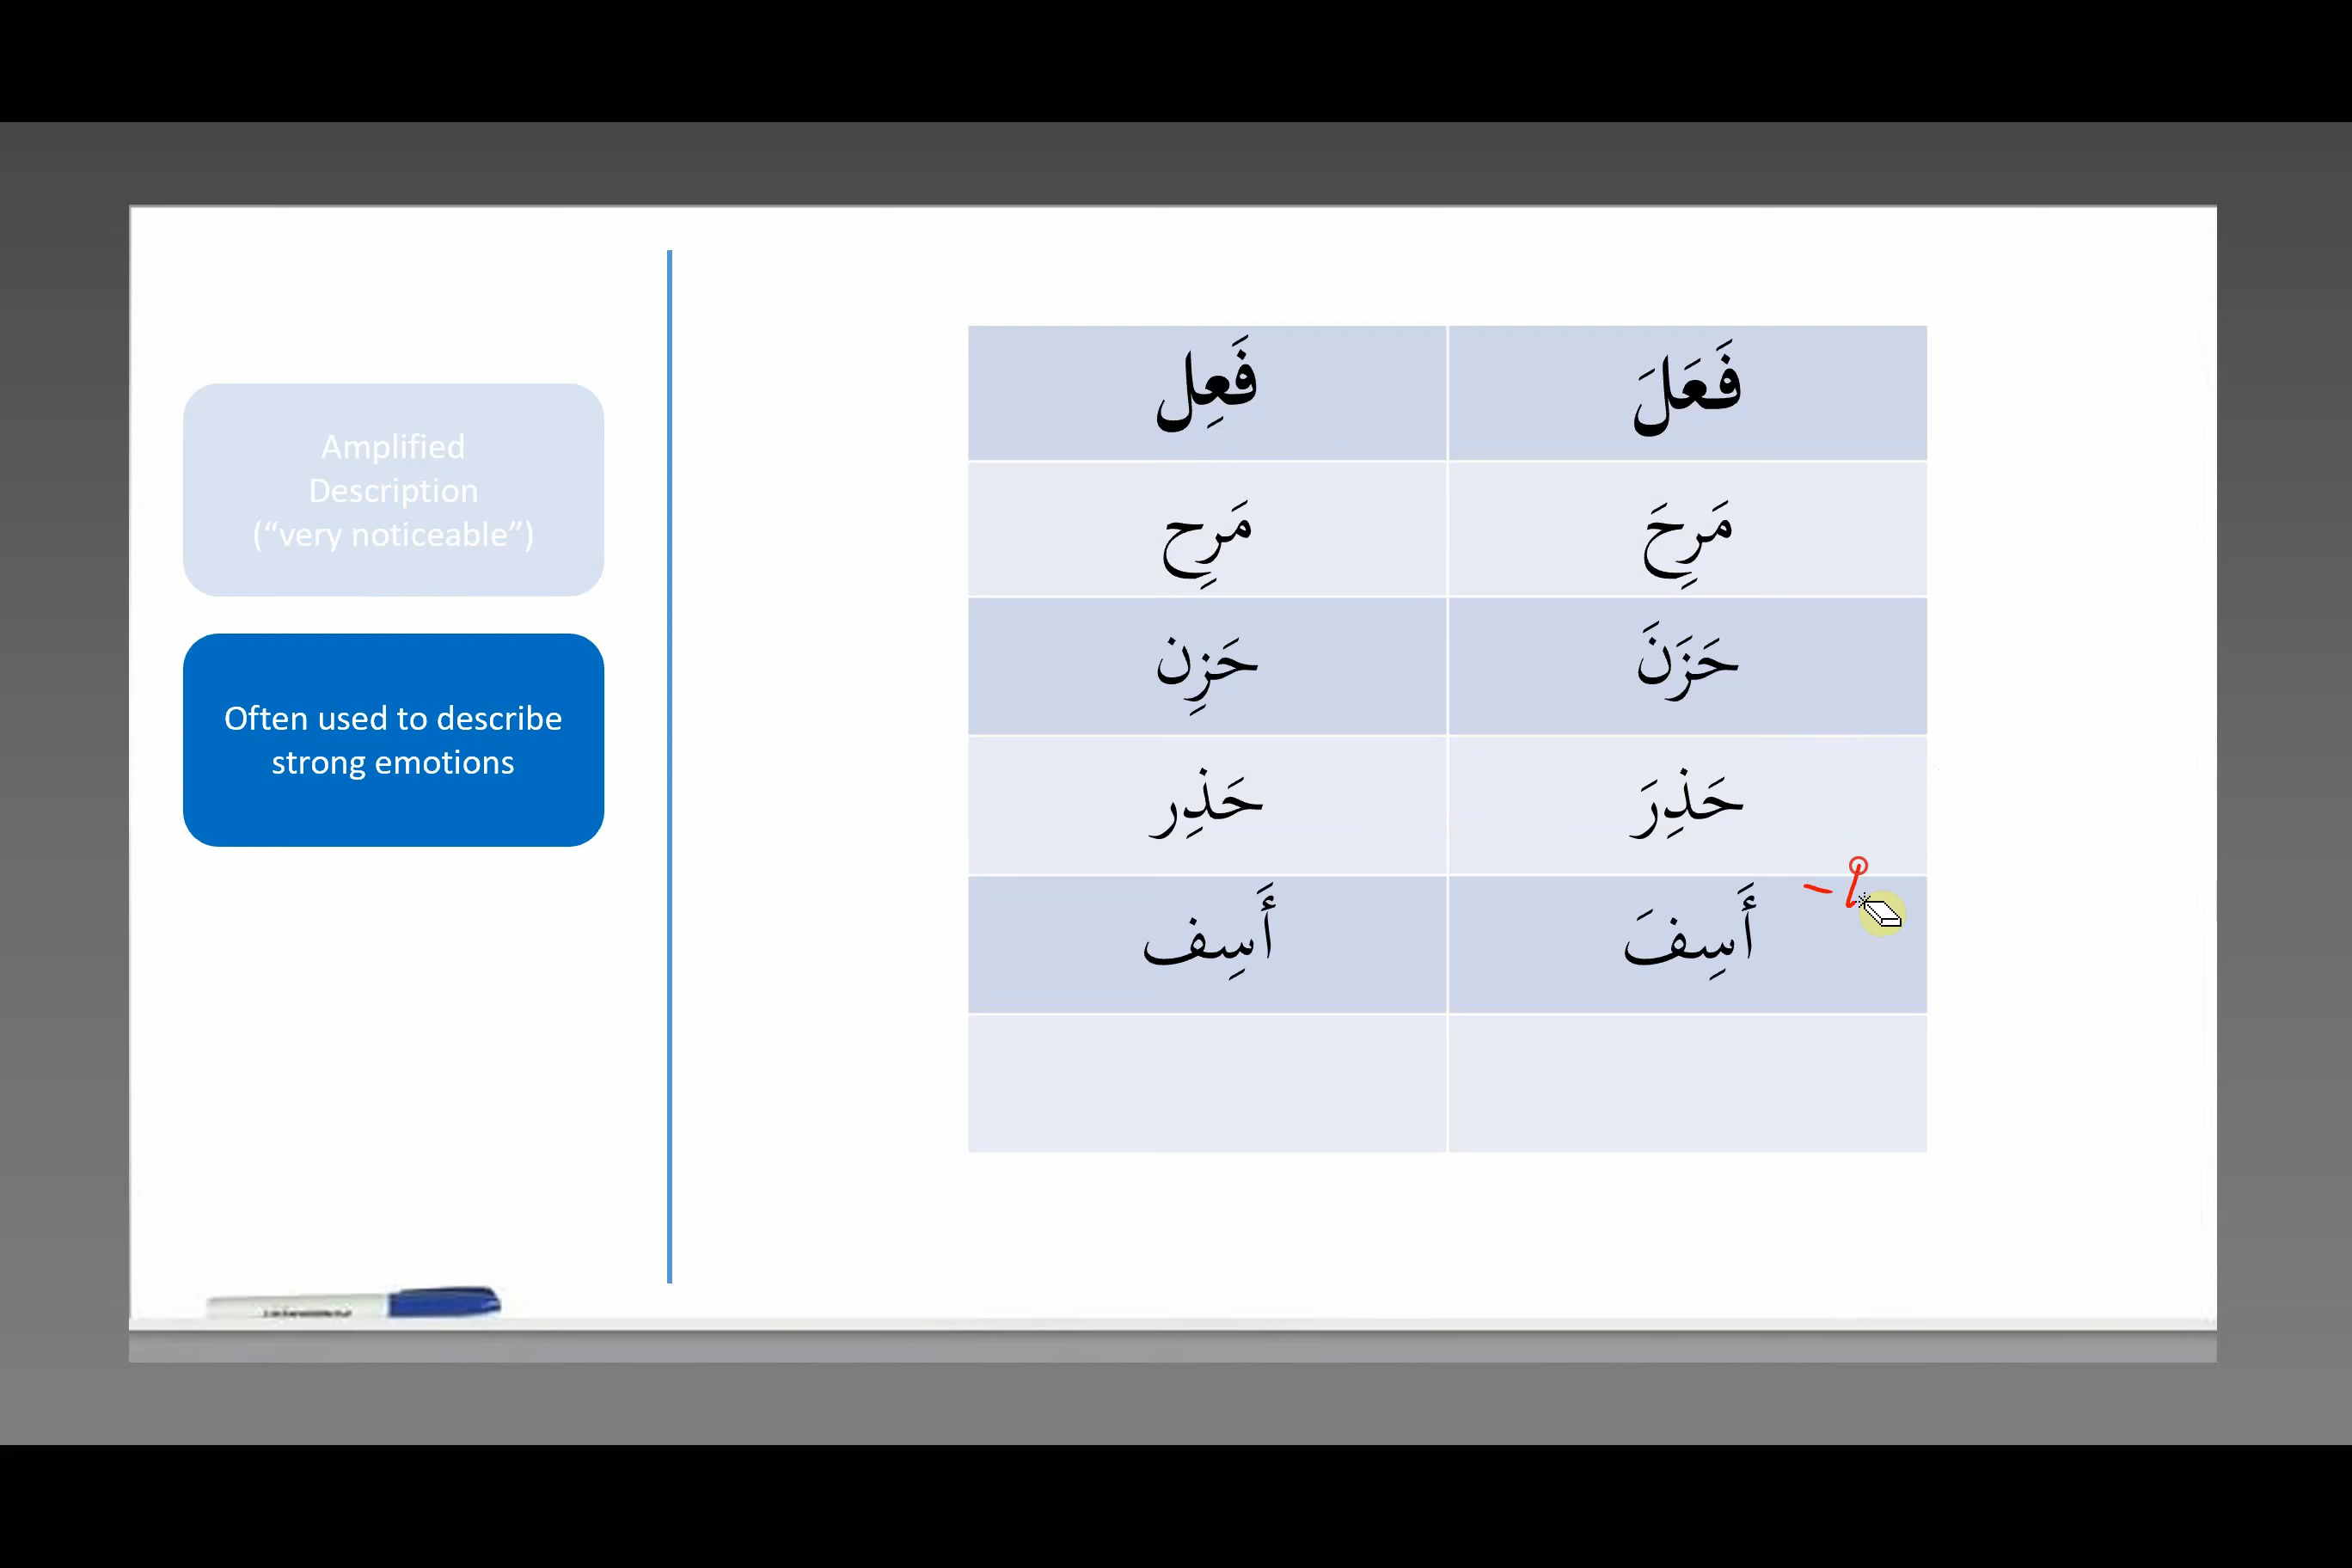 Amplified
Description
(“very noticeable”)
Often used to describe
strong emotions
فَعَلَ فَعِل
مَرِحَ مَرِح
حَزَنَ حَزِن
حَذِرَ حَذِر
أَسِفَ أَسِف